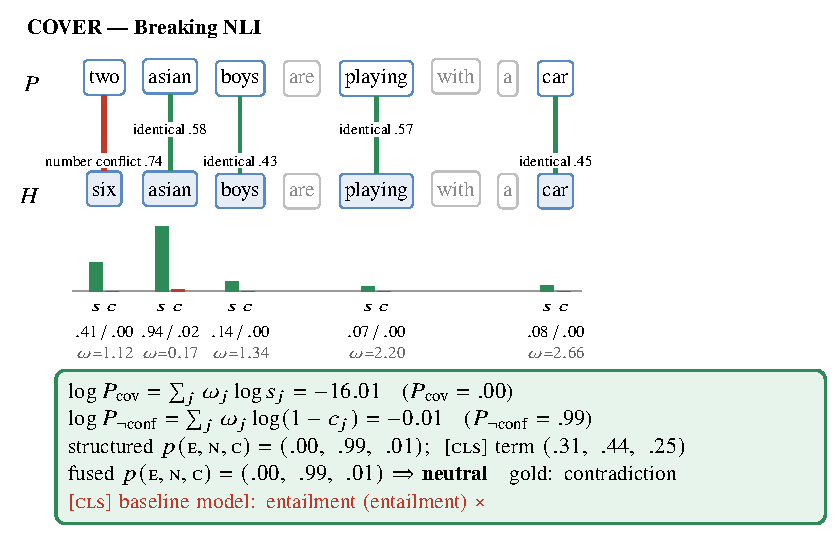 COVER — Breaking NLI
P two asian boys are playing with a car
identical .58 identical .57
number conflict .74 identical .43 identical .45
H six asian boys are playing with a car
s c s c s c s c s c
.41 / .00 .94 / .02 .14 / .00 .07 / .00 .08 / .00
ω=1.12 ω=0.17 ω=1.34 ω=2.20 ω=2.66
log P_cov = ∑_j ω_j log s_j = −16.01 (P_cov = .00)
log P_¬conf = ∑_j ω_j log(1 − c_j) = −0.01 (P_¬conf = .99)
structured p(E, N, C) = (.00, .99, .01); [CLS] term (.31, .44, .25)
fused p(E, N, C) = (.00, .99, .01) ⟹ neutral gold: contradiction
[CLS] baseline model: entailment (entailment) ×